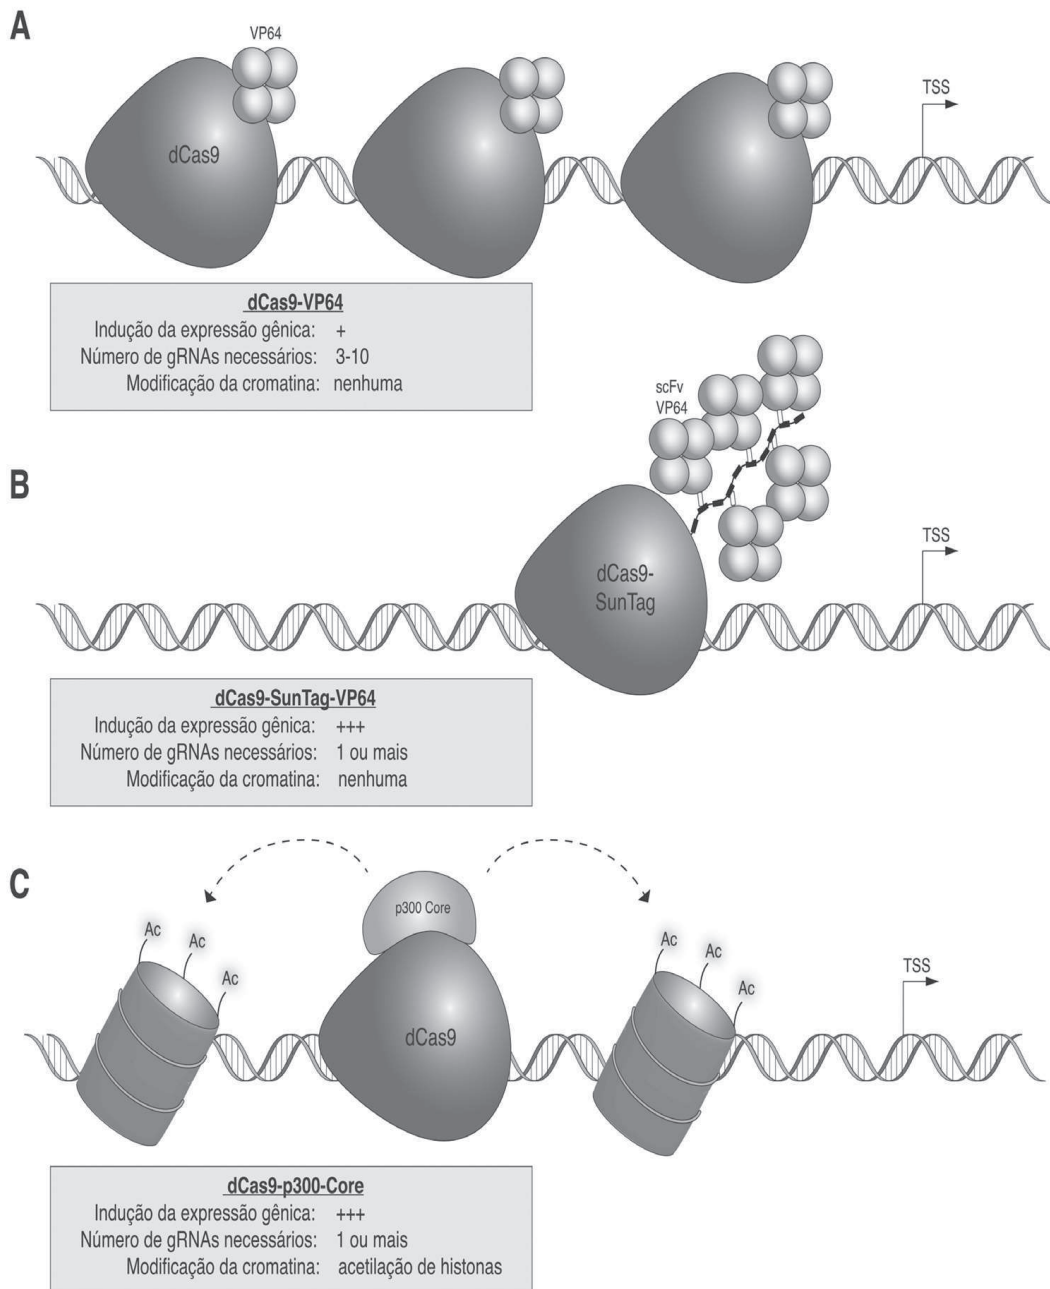 A
VP64
dCas9
TSS
dCas9-VP64
Indução da expressão gênica: +
Número de gRNAs necessários: 3-10
Modificação da cromatina: nenhuma
B
scFv
VP64
dCas9-
SunTag
TSS
dCas9-SunTag-VP64
Indução da expressão gênica: +++
Número de gRNAs necessários: 1 ou mais
Modificação da cromatina: nenhuma
C
p300 Core
Ac
Ac
Ac
dCas9
Ac
Ac
Ac
TSS
dCas9-p300-Core
Indução da expressão gênica: +++
Número de gRNAs necessários: 1 ou mais
Modificação da cromatina: acetilação de histonas